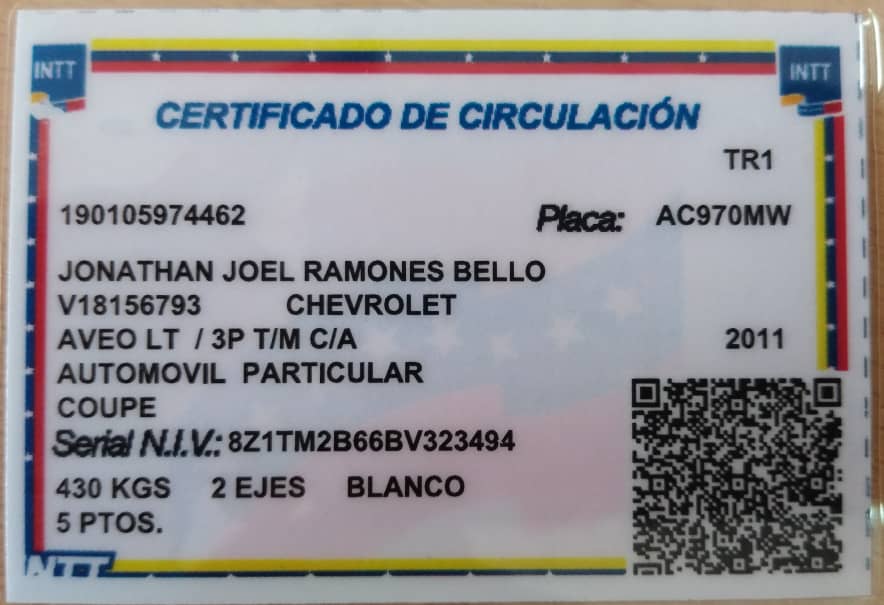 INTT
INTT
CERTIFICADO DE CIRCULACIÓN
TR1
190105974462 Placa: AC970MW
JONATHAN JOEL RAMONES BELLO
V18156793 CHEVROLET
AVEO LT / 3P T/M C/A 2011
AUTOMOVIL PARTICULAR
COUPE
Serial N.I.V.: 8Z1TM2B66BV323494
430 KGS 2 EJES BLANCO
5 PTOS.
INTT